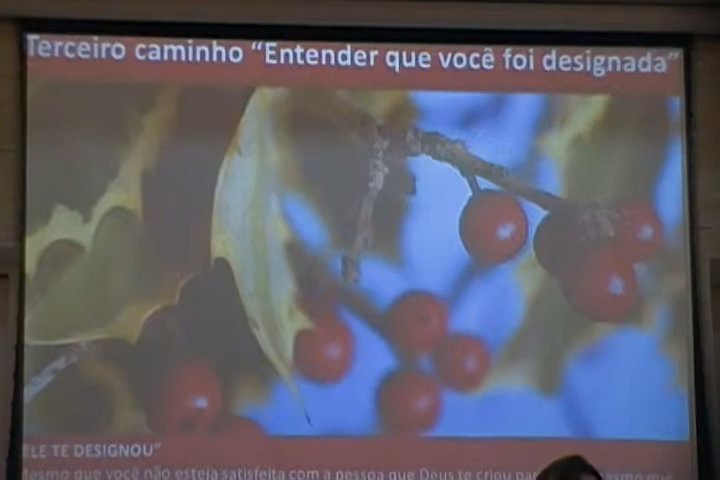 Terceiro caminho “Entender que você foi designada”
ELE TE DESIGNOU”
Mesmo que você não esteja satisfeita com a pessoa que Deus te criou